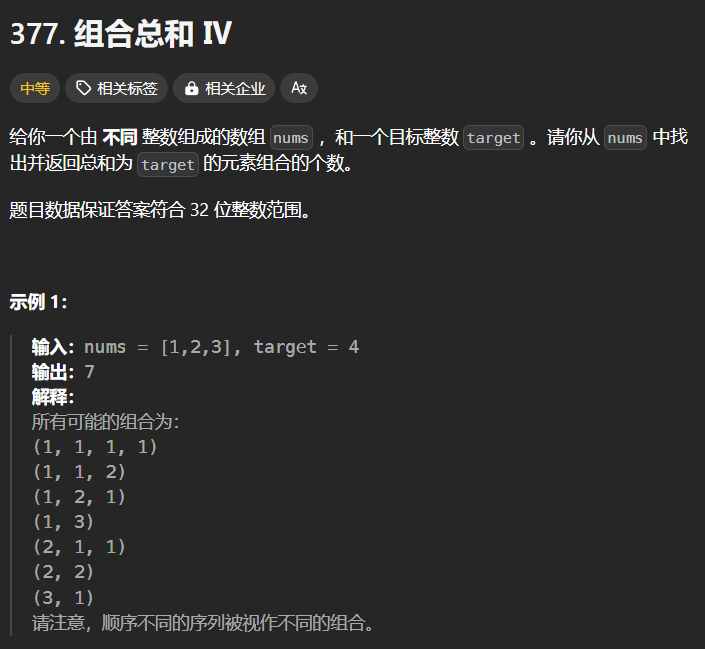 377. 组合总和 Ⅳ
中等 相关标签 相关企业 Aな
给你一个由 不同 整数组成的数组 nums ，和一个目标整数 target 。请你从 nums 中找
出并返回总和为 target 的元素组合的个数。
题目数据保证答案符合 32 位整数范围。
示例 1：
输入：nums = [1,2,3], target = 4
输出：7
解释：
所有可能的组合为：
(1, 1, 1, 1)
(1, 1, 2)
(1, 2, 1)
(1, 3)
(2, 1, 1)
(2, 2)
(3, 1)
请注意，顺序不同的序列被视作不同的组合。